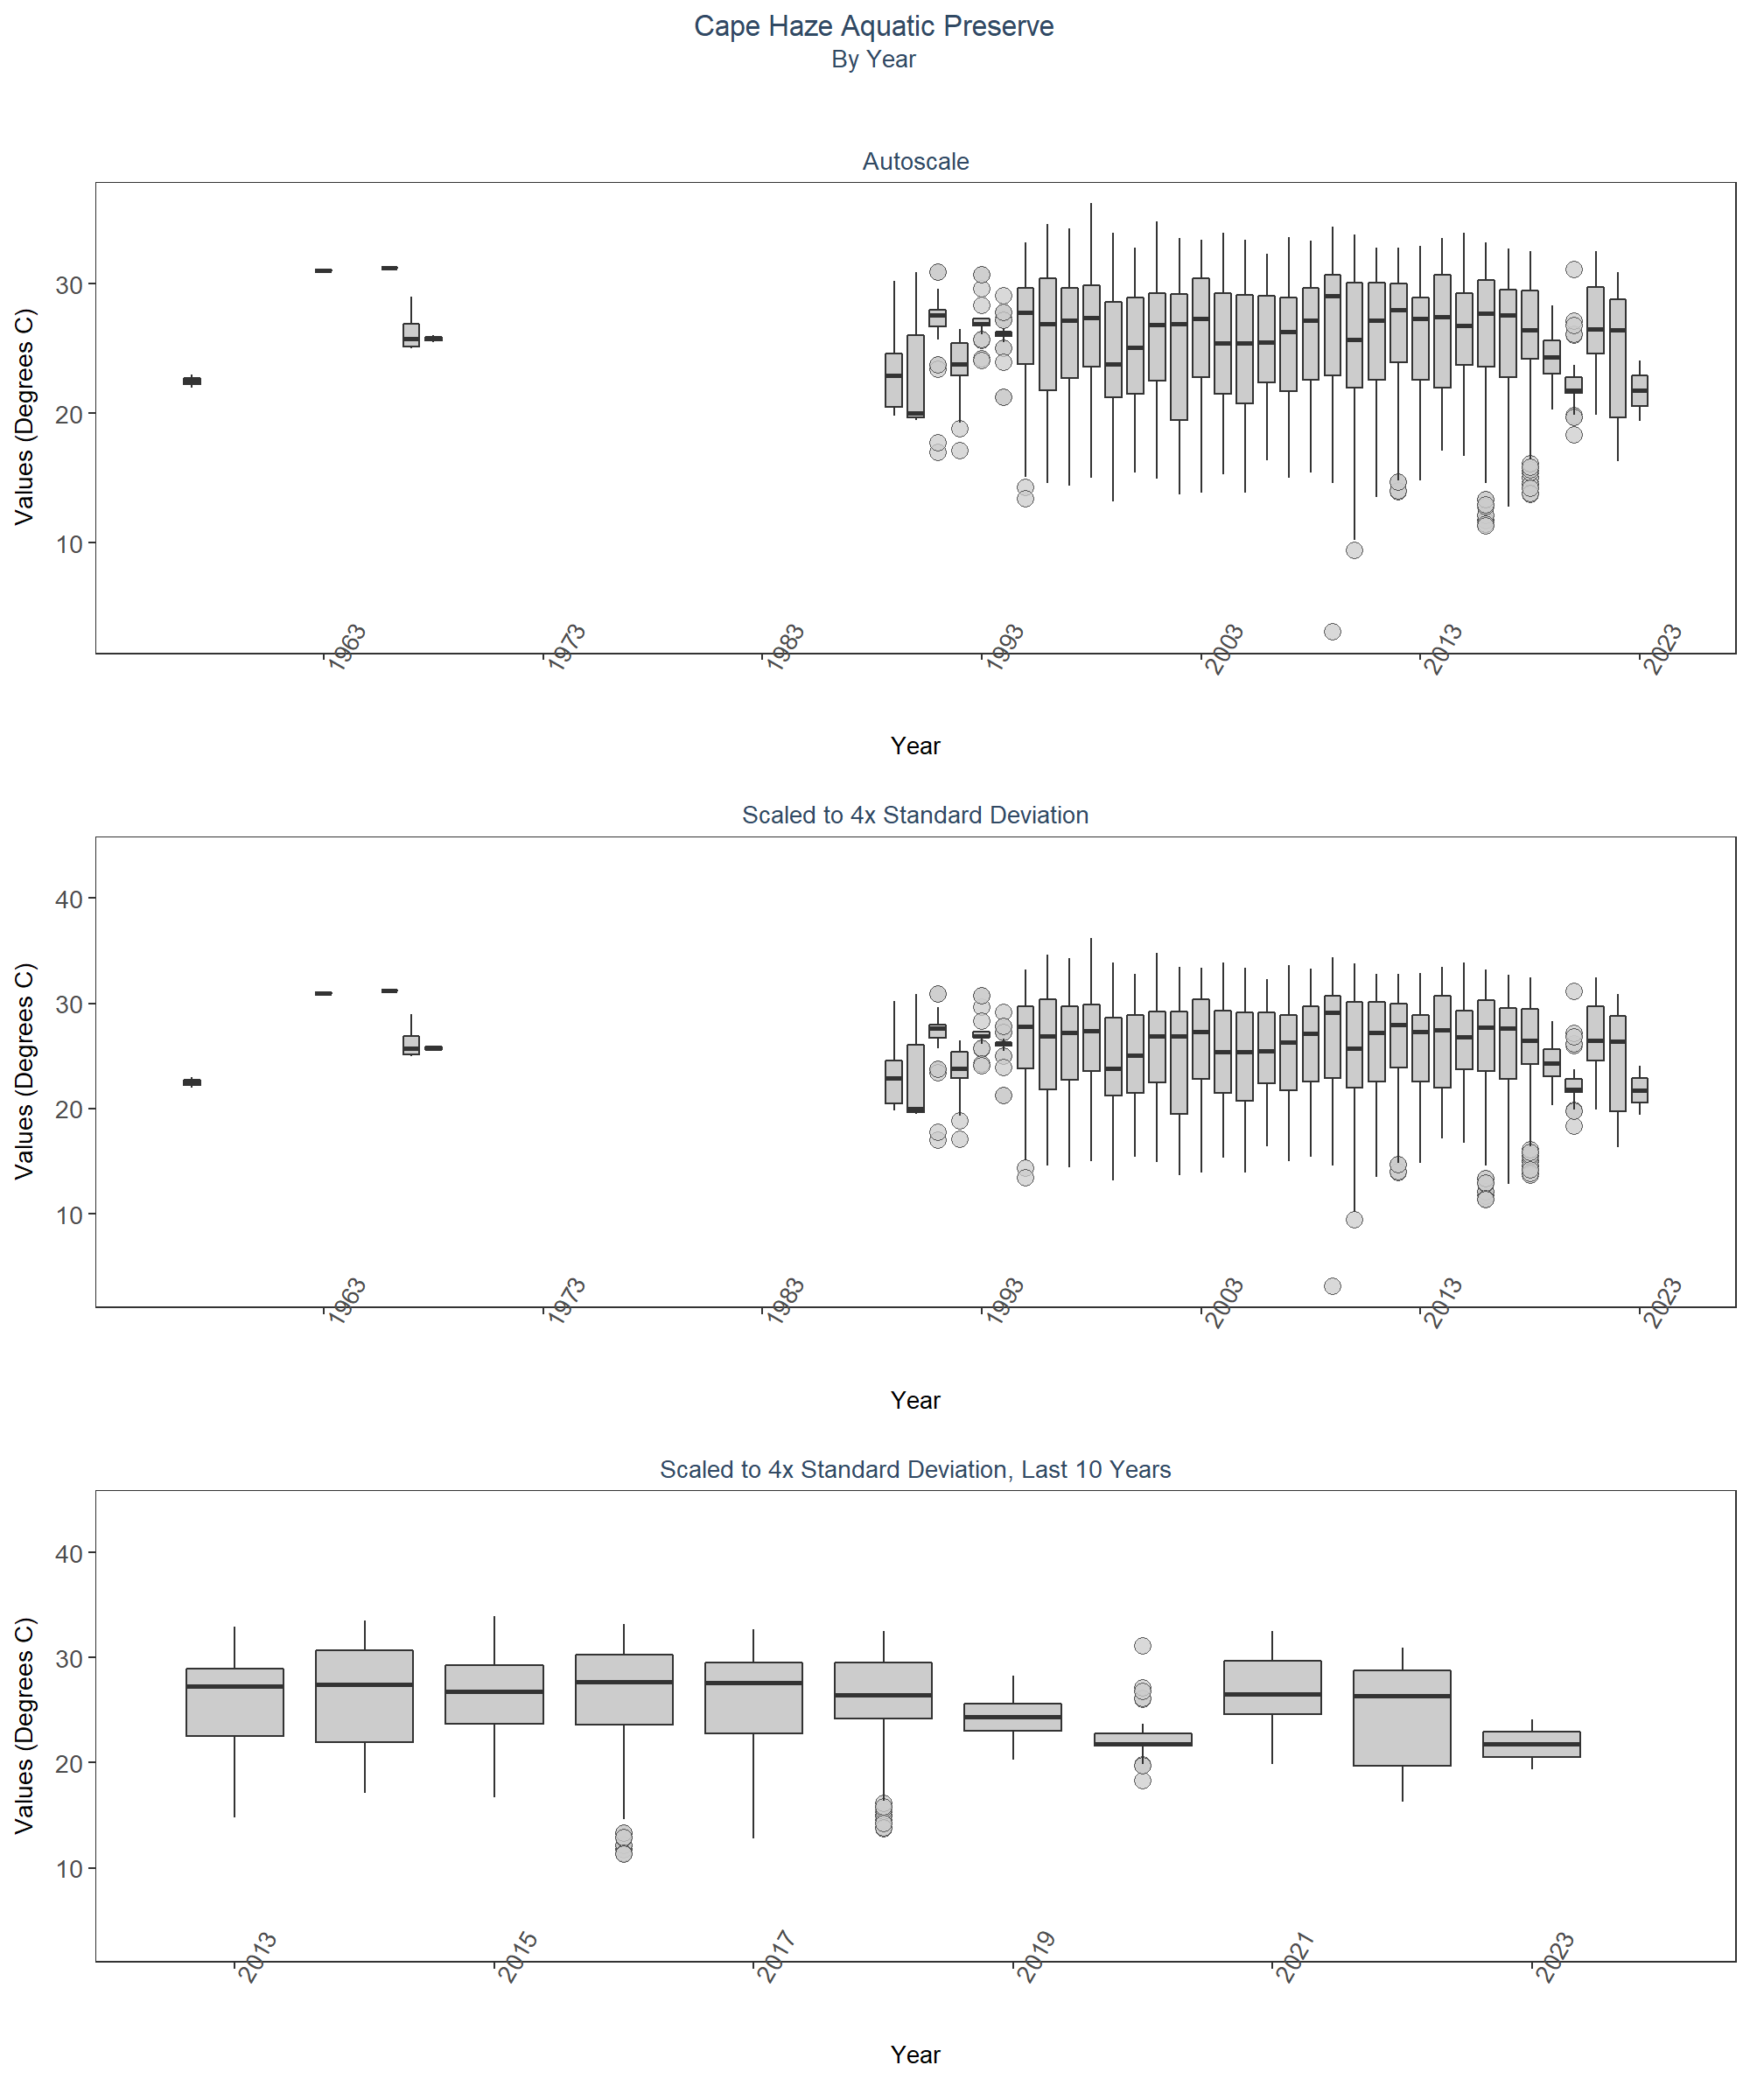 Cape Haze Aquatic Preserve
By Year
Autoscale
Values (Degrees C)
30
20
10
1963
1973
1983
1993
2003
2013
2023
Year
Scaled to 4x Standard Deviation
Values (Degrees C)
40
30
20
10
1963
1973
1983
1993
2003
2013
2023
Year
Scaled to 4x Standard Deviation, Last 10 Years
Values (Degrees C)
40
30
20
10
2013
2015
2017
2019
2021
2023
Year